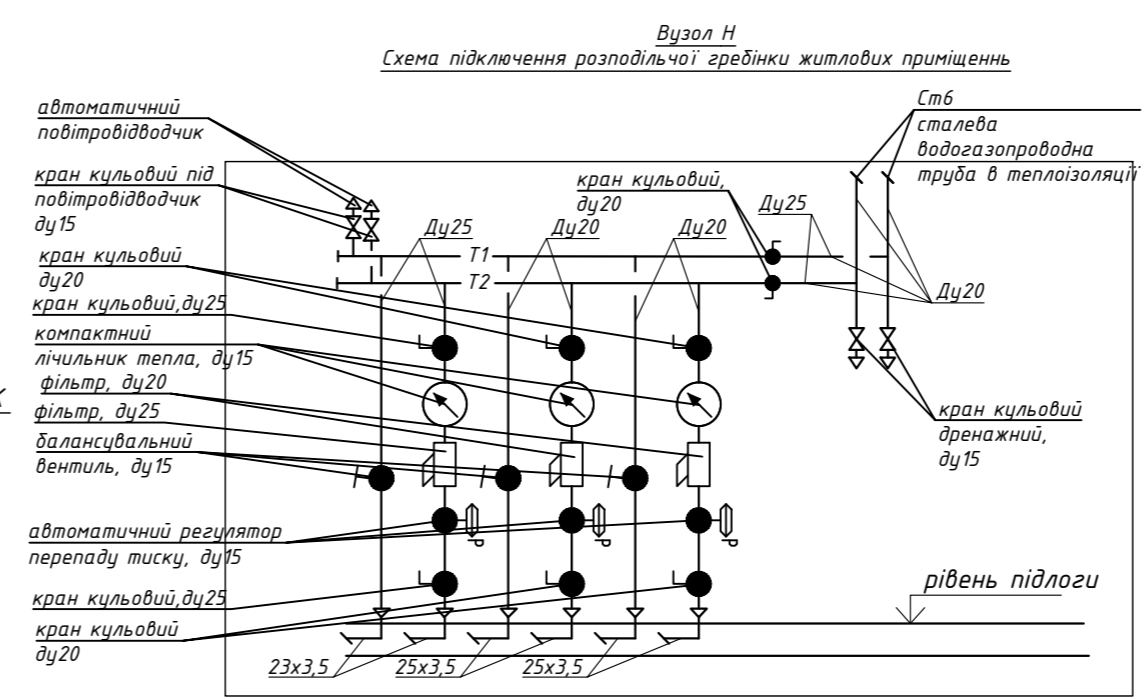 Вузол Н
Схема підключення розподільчої гребінки житлових приміщеннь
автоматичний
повітровідводчик
кран кульовий під
повітровідводчик
ду15
кран кульовий
ду20
кран кульовий,ду25
компактний
лічильник тепла, ду15
фільтр, ду20
фільтр, ду25
балансувальний
вентиль, ду15
автоматичний регулятор
перепаду тиску, ду15
кран кульовий,ду25
кран кульовий
ду20
Ду25
Ду20
Ду20
Т1
Т2
кран кульовий,
ду20
Ду25
Ст6
сталева
водогазопроводна
труба в теплоізоляції
Ду20
кран кульовий
дренажний,
ду15
P
P
P
рівень підлоги
23х3,5
25х3,5
25х3,5